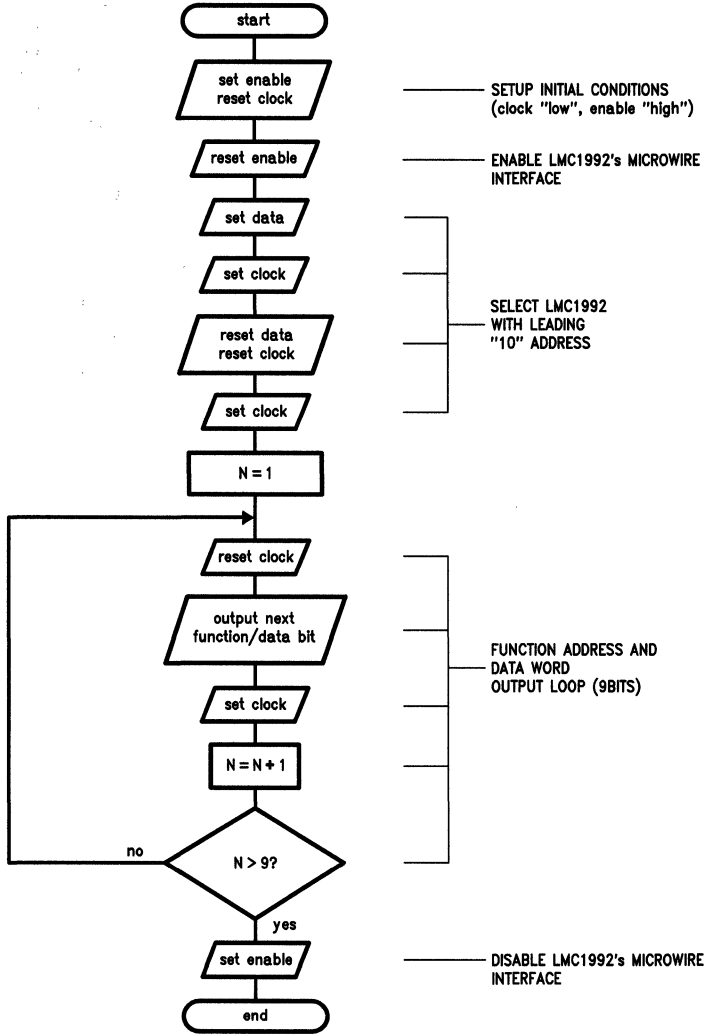 start
set enable
reset clock
SETUP INITIAL CONDITIONS
(clock "low", enable "high")
reset enable
ENABLE LMC1992's MICROWIRE
INTERFACE
set data
set clock
SELECT LMC1992
WITH LEADING
"10" ADDRESS
reset data
reset clock
set clock
N = 1
reset clock
output next
function/data bit
FUNCTION ADDRESS AND
DATA WORD
OUTPUT LOOP (9BITS)
set clock
N = N + 1
no
N > 9?
yes
set enable
DISABLE LMC1992's MICROWIRE
INTERFACE
end